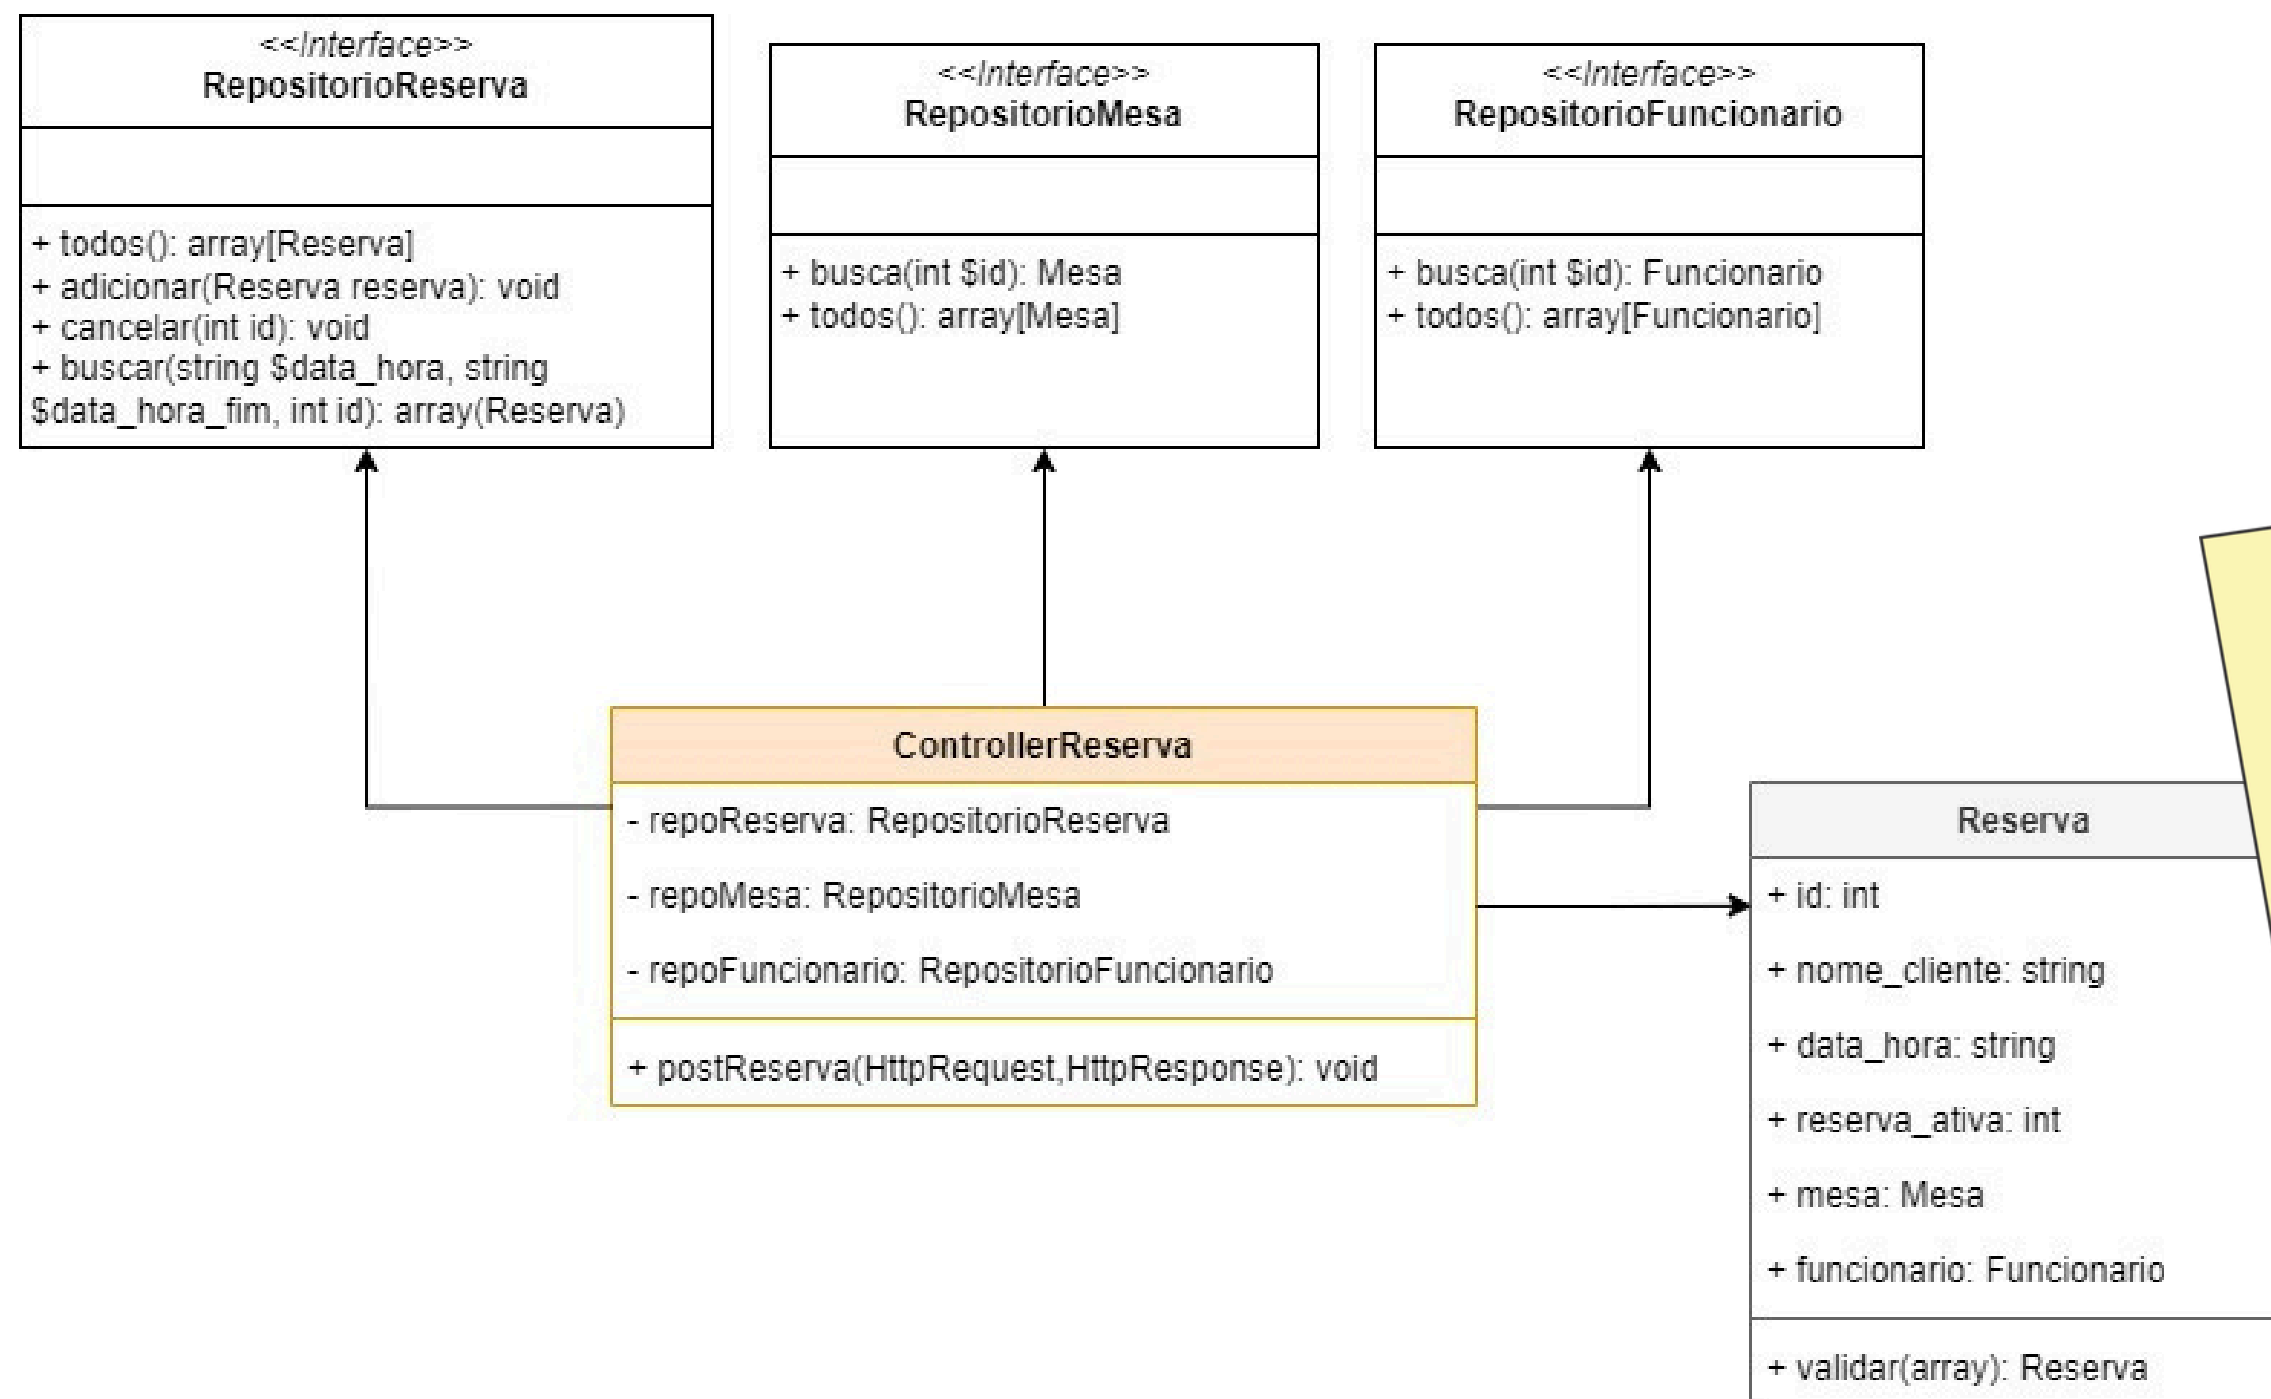 <<Interface>>
RepositorioReserva
+ todos(): array[Reserva]
+ adicionar(Reserva reserva): void
+ cancelar(int id): void
+ buscar(string $data_hora, string
$data_hora_fim, int id): array(Reserva)
<<Interface>>
RepositorioMesa
+ busca(int $id): Mesa
+ todos(): array[Mesa]
<<Interface>>
RepositorioFuncionario
+ busca(int $id): Funcionario
+ todos(): array[Funcionario]
ControllerReserva
- repoReserva: RepositorioReserva
- repoMesa: RepositorioMesa
- repoFuncionario: RepositorioFuncionario
+ postReserva(HttpRequest,HttpResponse): void
Reserva
+ id: int
+ nome_cliente: string
+ data_hora: string
+ reserva_ativa: int
+ mesa: Mesa
+ funcionario: Funcionario
+ validar(array): Reserva